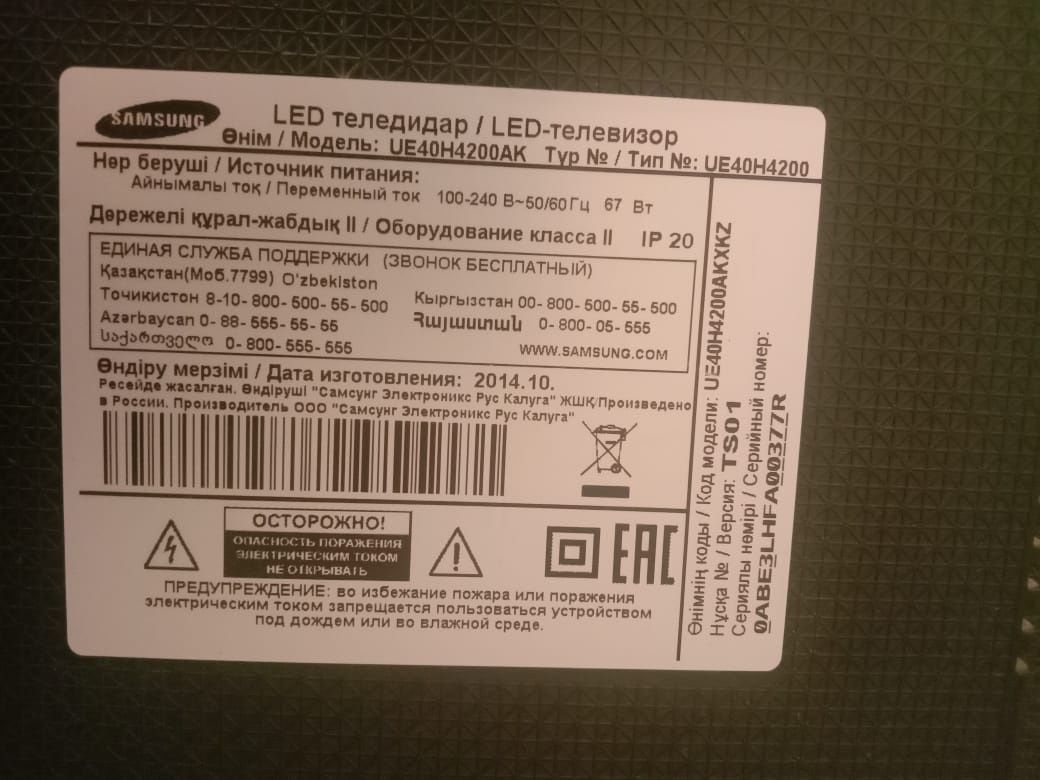 SAMSUNG
LED теледидар / LED-телевизор
Өнім / Модель: UE40H4200AK Түр № / Тип №: UE40H4200
Нәр беруші / Источник питания:
Айнымалы тоқ / Переменный ток 100-240 В~50/60 Гц 67 Вт
Дәрежелі құрал-жабдық II / Оборудование класса II IP 20
ЕДИНАЯ СЛУЖБА ПОДДЕРЖКИ (ЗВОНОК БЕСПЛАТНЫЙ)
Қазақстан(Моб.7799) O'zbekiston
Точикистон 8-10-800-500-55-500 Кыргызстан 00-800-500-55-500
Azərbaycan 0-88-555-55-55 Հայաստան 0-800-05-555
საქართველო 0-800-555-555 WWW.SAMSUNG.COM
Өндіру мерзімі / Дата изготовления: 2014.10.
Ресейде жасалған. Өндіруші "Самсунг Электроникс Рус Калуга" ЖШҚ/Произведено
в России. Производитель ООО "Самсунг Электроникс Рус Калуга"
ОСТОРОЖНО!
ОПАСНОСТЬ ПОРАЖЕНИЯ
ЭЛЕКТРИЧЕСКИМ ТОКОМ
НЕ ОТКРЫВАТЬ
EAC
ПРЕДУПРЕЖДЕНИЕ: во избежание пожара или поражения
электрическим током запрещается пользоваться устройством
под дождем или во влажной среде.
Өнімнің коды / Код модели: UE40H4200AKXKZ
Нұсқа № / Версия: TS01
Сериялы нөмірі / Серийный номер:
0ABE3LHFA00377R